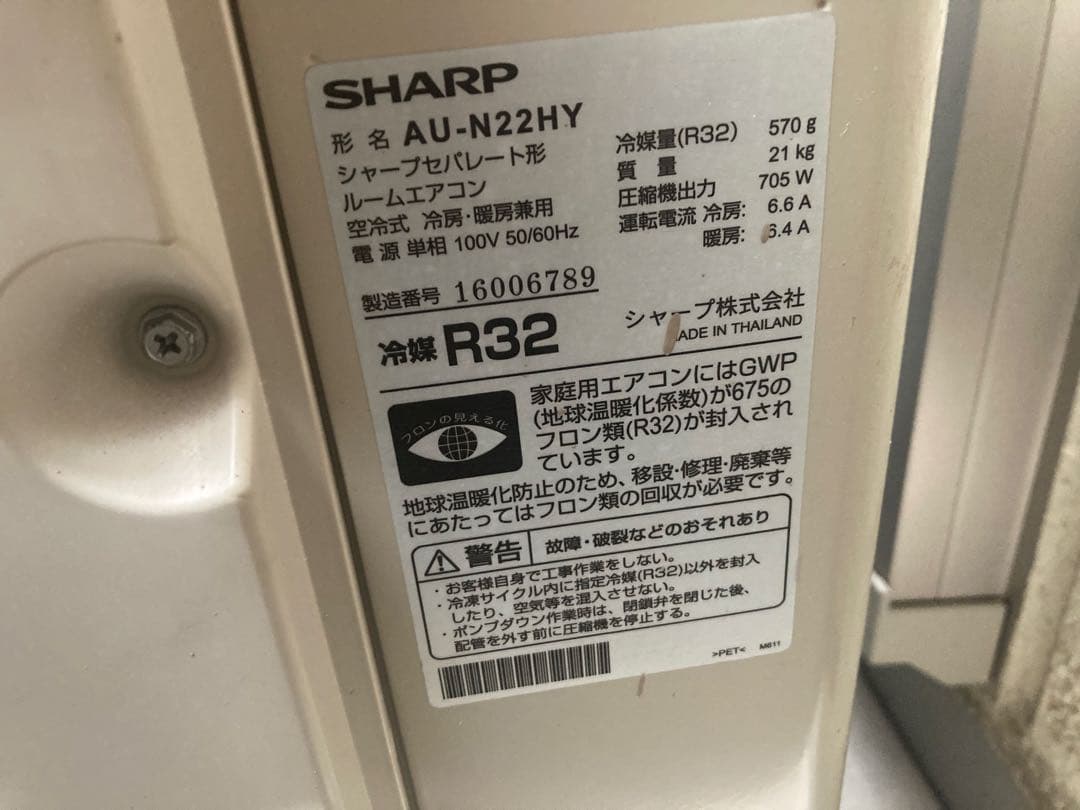 SHARP
形 名 AU-N22HY
シャープセパレート形
ルームエアコン
空冷式 冷房・暖房兼用
電 源 単相 100V 50/60Hz
冷媒量(R32) 570 g
質 量 21 kg
圧縮機出力 705 W
運転電流 冷房: 6.6 A
暖房: .4 A
製造番号 16006789
シャープ株式会社
MADE IN THAILAND
冷媒 R32
フロンの見える化
家庭用エアコンにはGWP
(地球温暖化係数)が675の
フロン類(R32)が封入され
ています。
地球温暖化防止のため、移設・修理・廃棄等
にあたってはフロン類の回収が必要です。
警告 故障・破裂などのおそれあり
・お客様自身で工事作業をしない。
・冷凍サイクル内に指定冷媒(R32)以外を封入
したり、空気等を混入させない。
・ポンプダウン作業時は、閉鎖弁を閉じた後、
配管を外す前に圧縮機を停止する。
>PET< M611